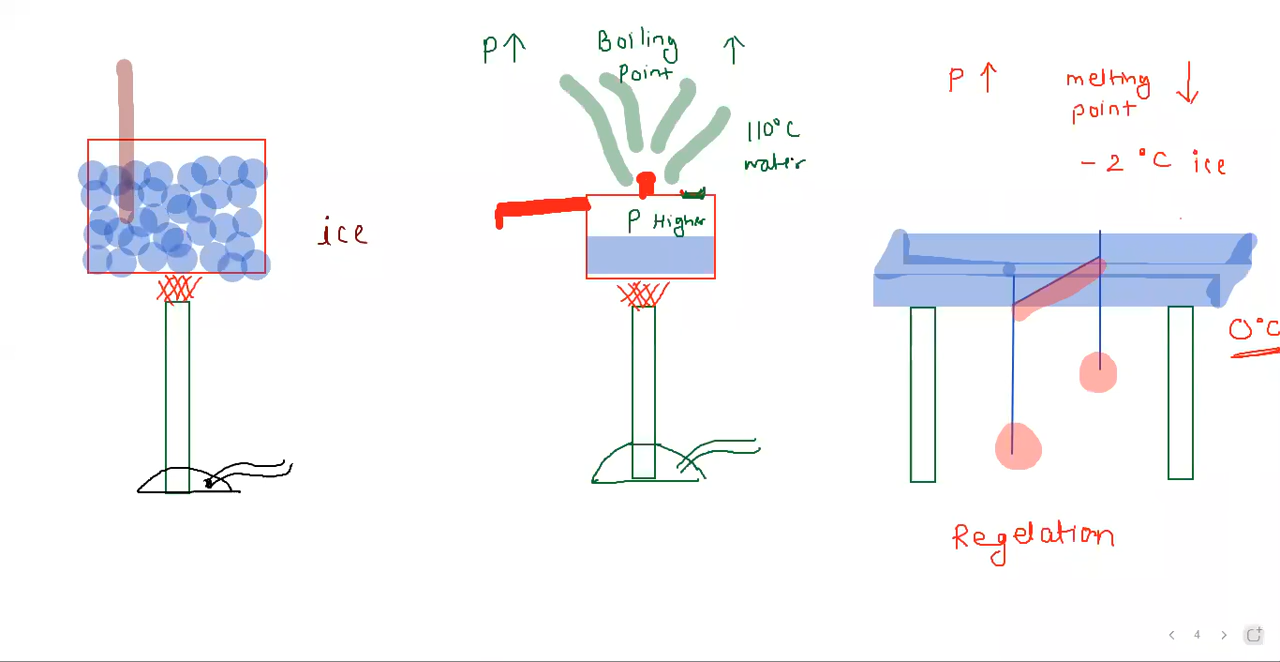 P↑ Boiling ↑
Point
110°C
water
P Higher
ice
P ↑ melting ↓
point
-2 °C ice
0°C
Regelation
4